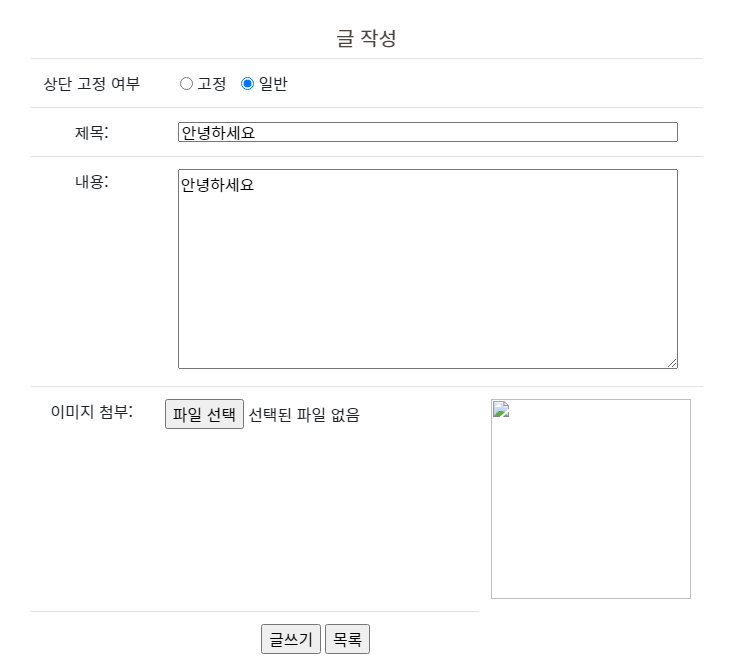 글 작성
상단 고정 여부 고정 일반
제목: 안녕하세요
내용: 안녕하세요
이미지 첨부: 파일 선택 선택된 파일 없음
글쓰기 목록